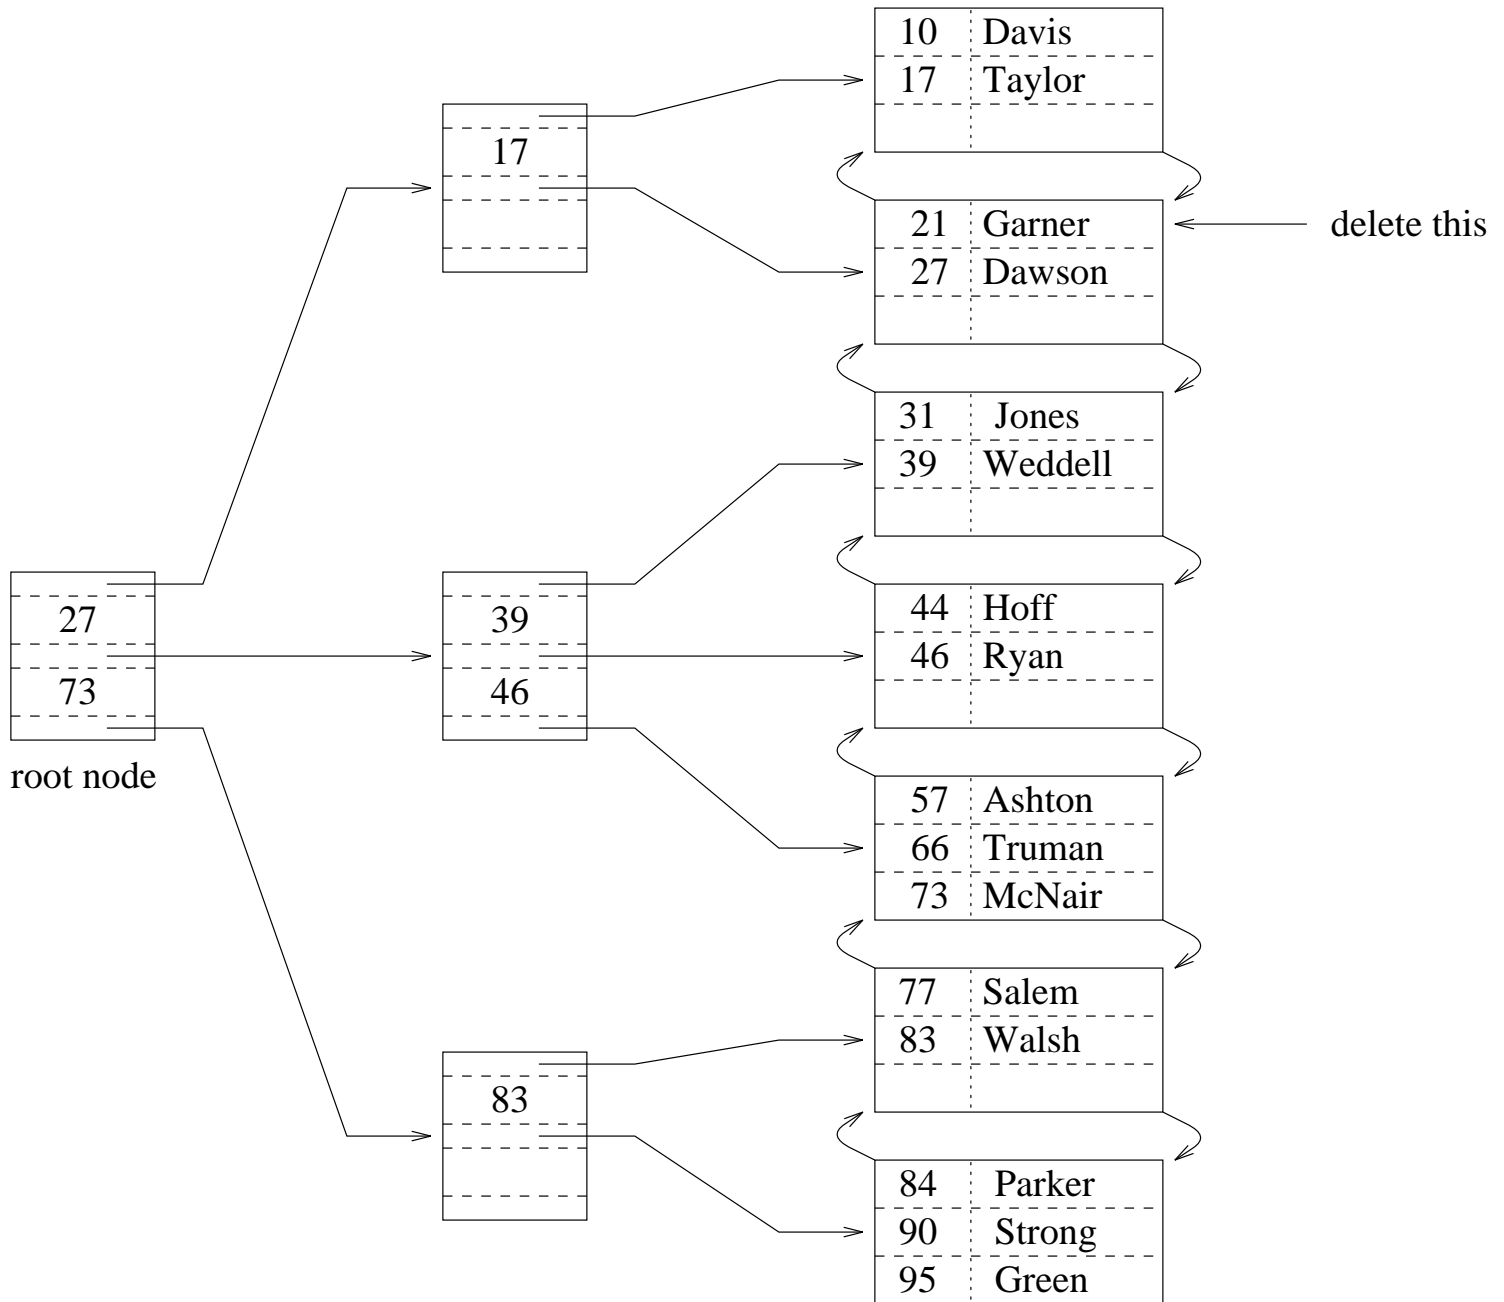 10 Davis
17 Taylor
17
21 Garner
delete this
27 Dawson
31 Jones
39 Weddell
27
73
root node
39
46
44 Hoff
46 Ryan
57 Ashton
66 Truman
73 McNair
77 Salem
83 Walsh
83
84 Parker
90 Strong
95 Green